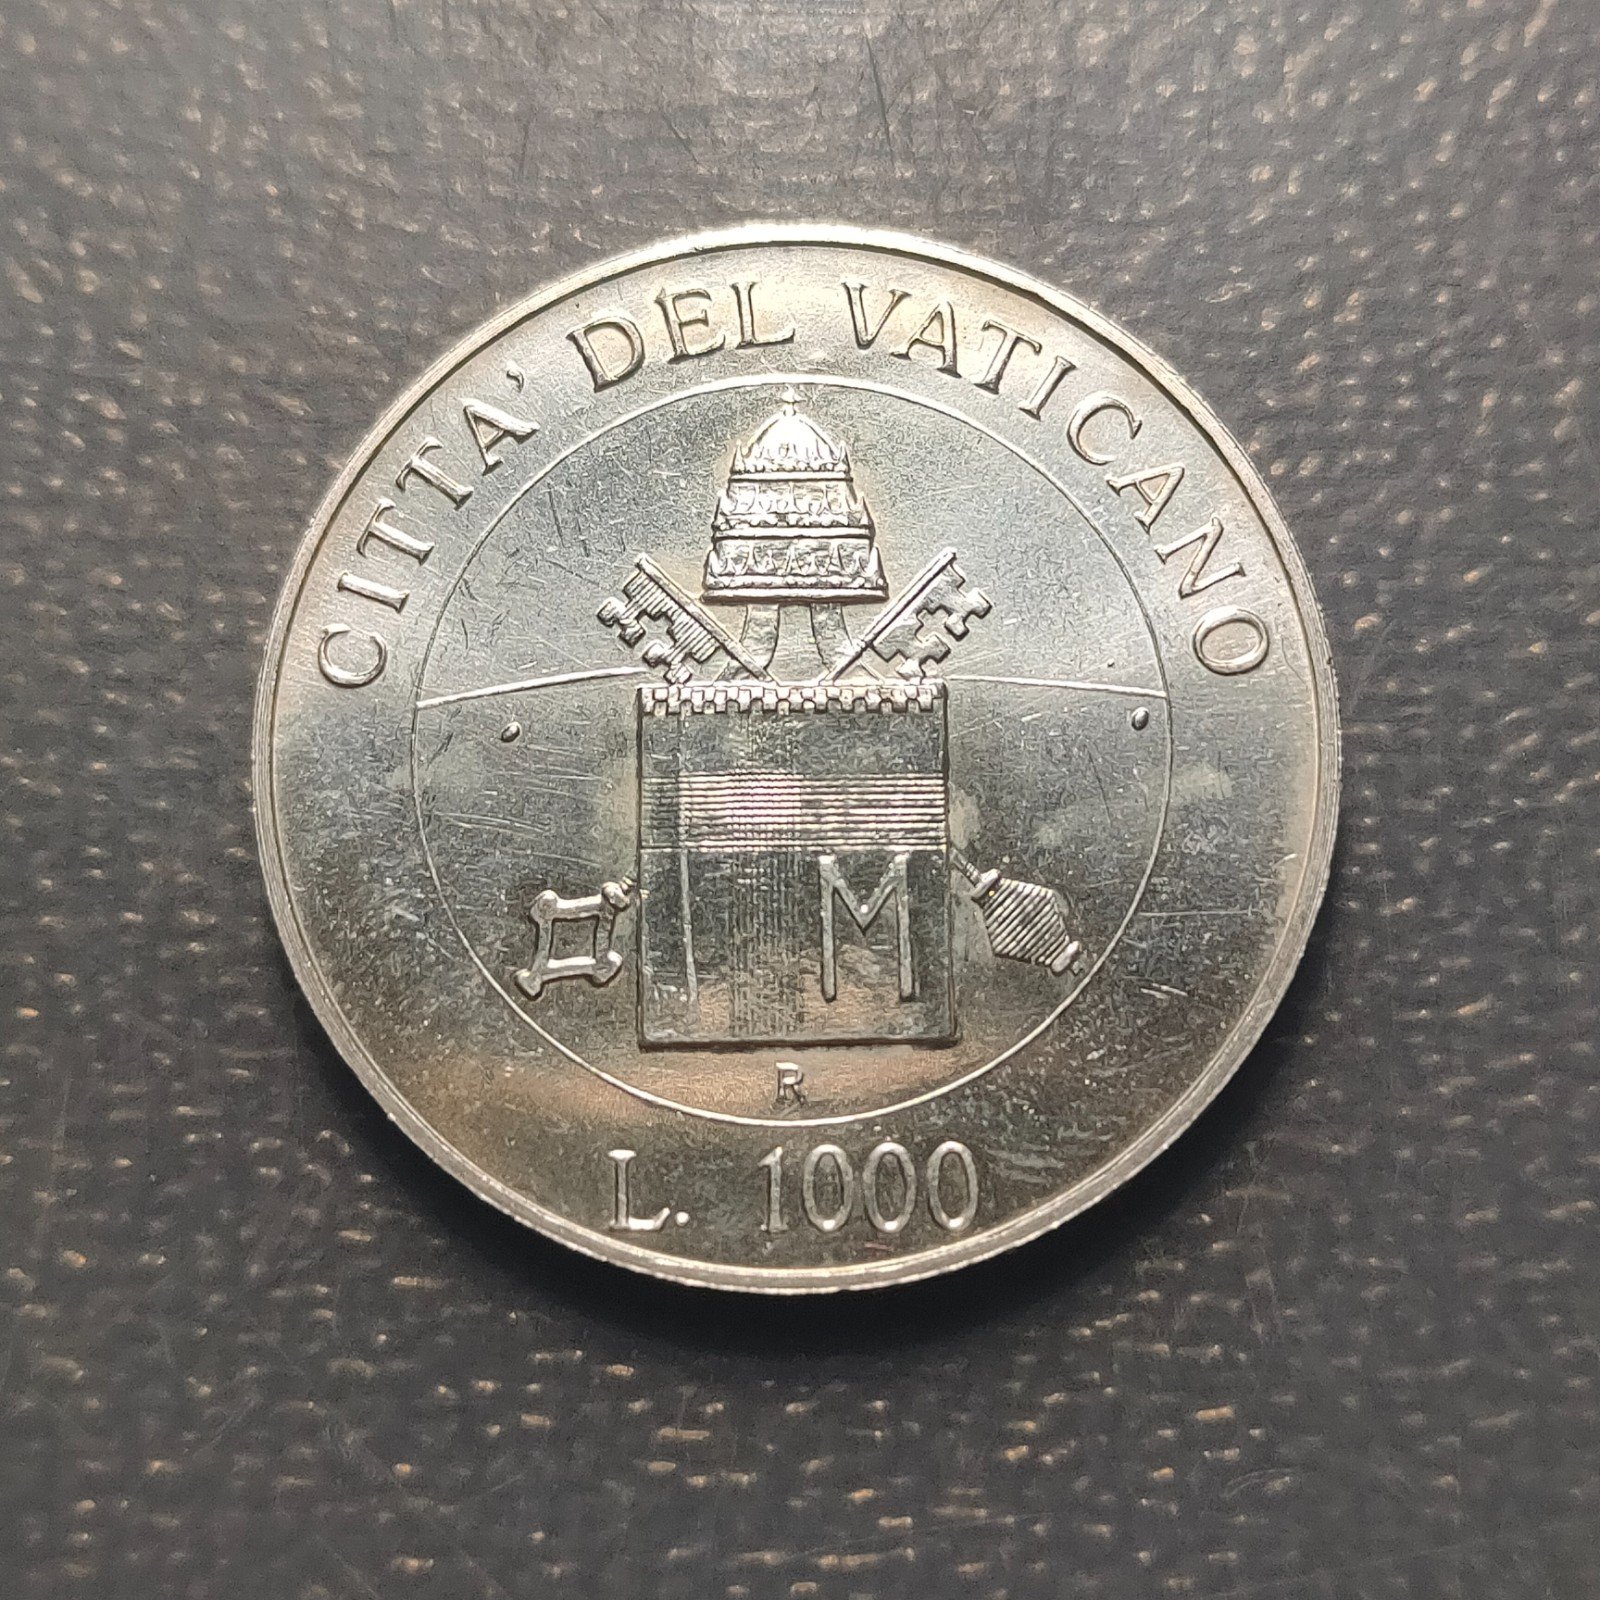 CITTA' DEL VATICANO
M
R
L. 1000